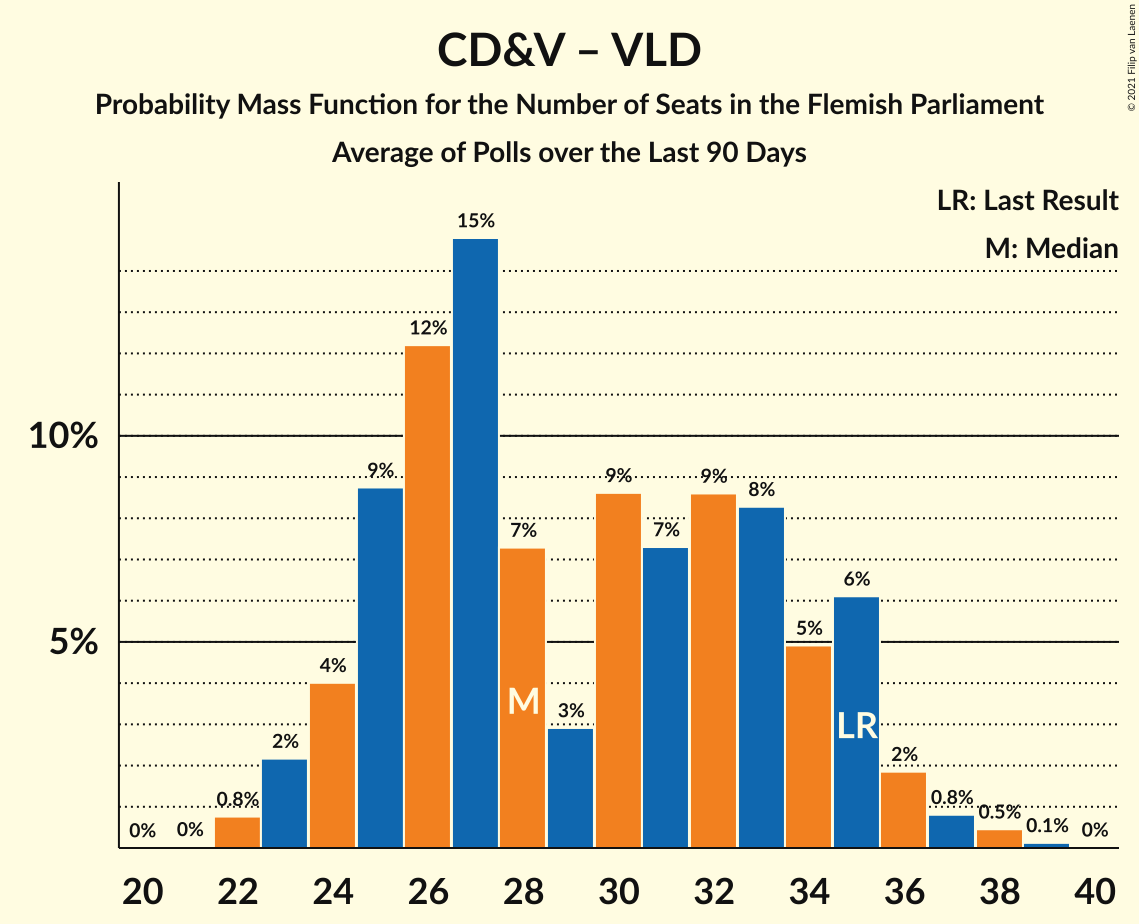 CD&V – VLD
Probability Mass Function for the Number of Seats in the Flemish Parliament
Average of Polls over the Last 90 Days
© 2021 Filip van Laenen
LR: Last Result
M: Median
10%
5%
0%
0%
0.8%
2%
4%
9%
12%
15%
7%
3%
9%
7%
9%
8%
5%
6%
2%
0.8%
0.5%
0.1%
0%
M
LR
20 22 24 26 28 30 32 34 36 38 40